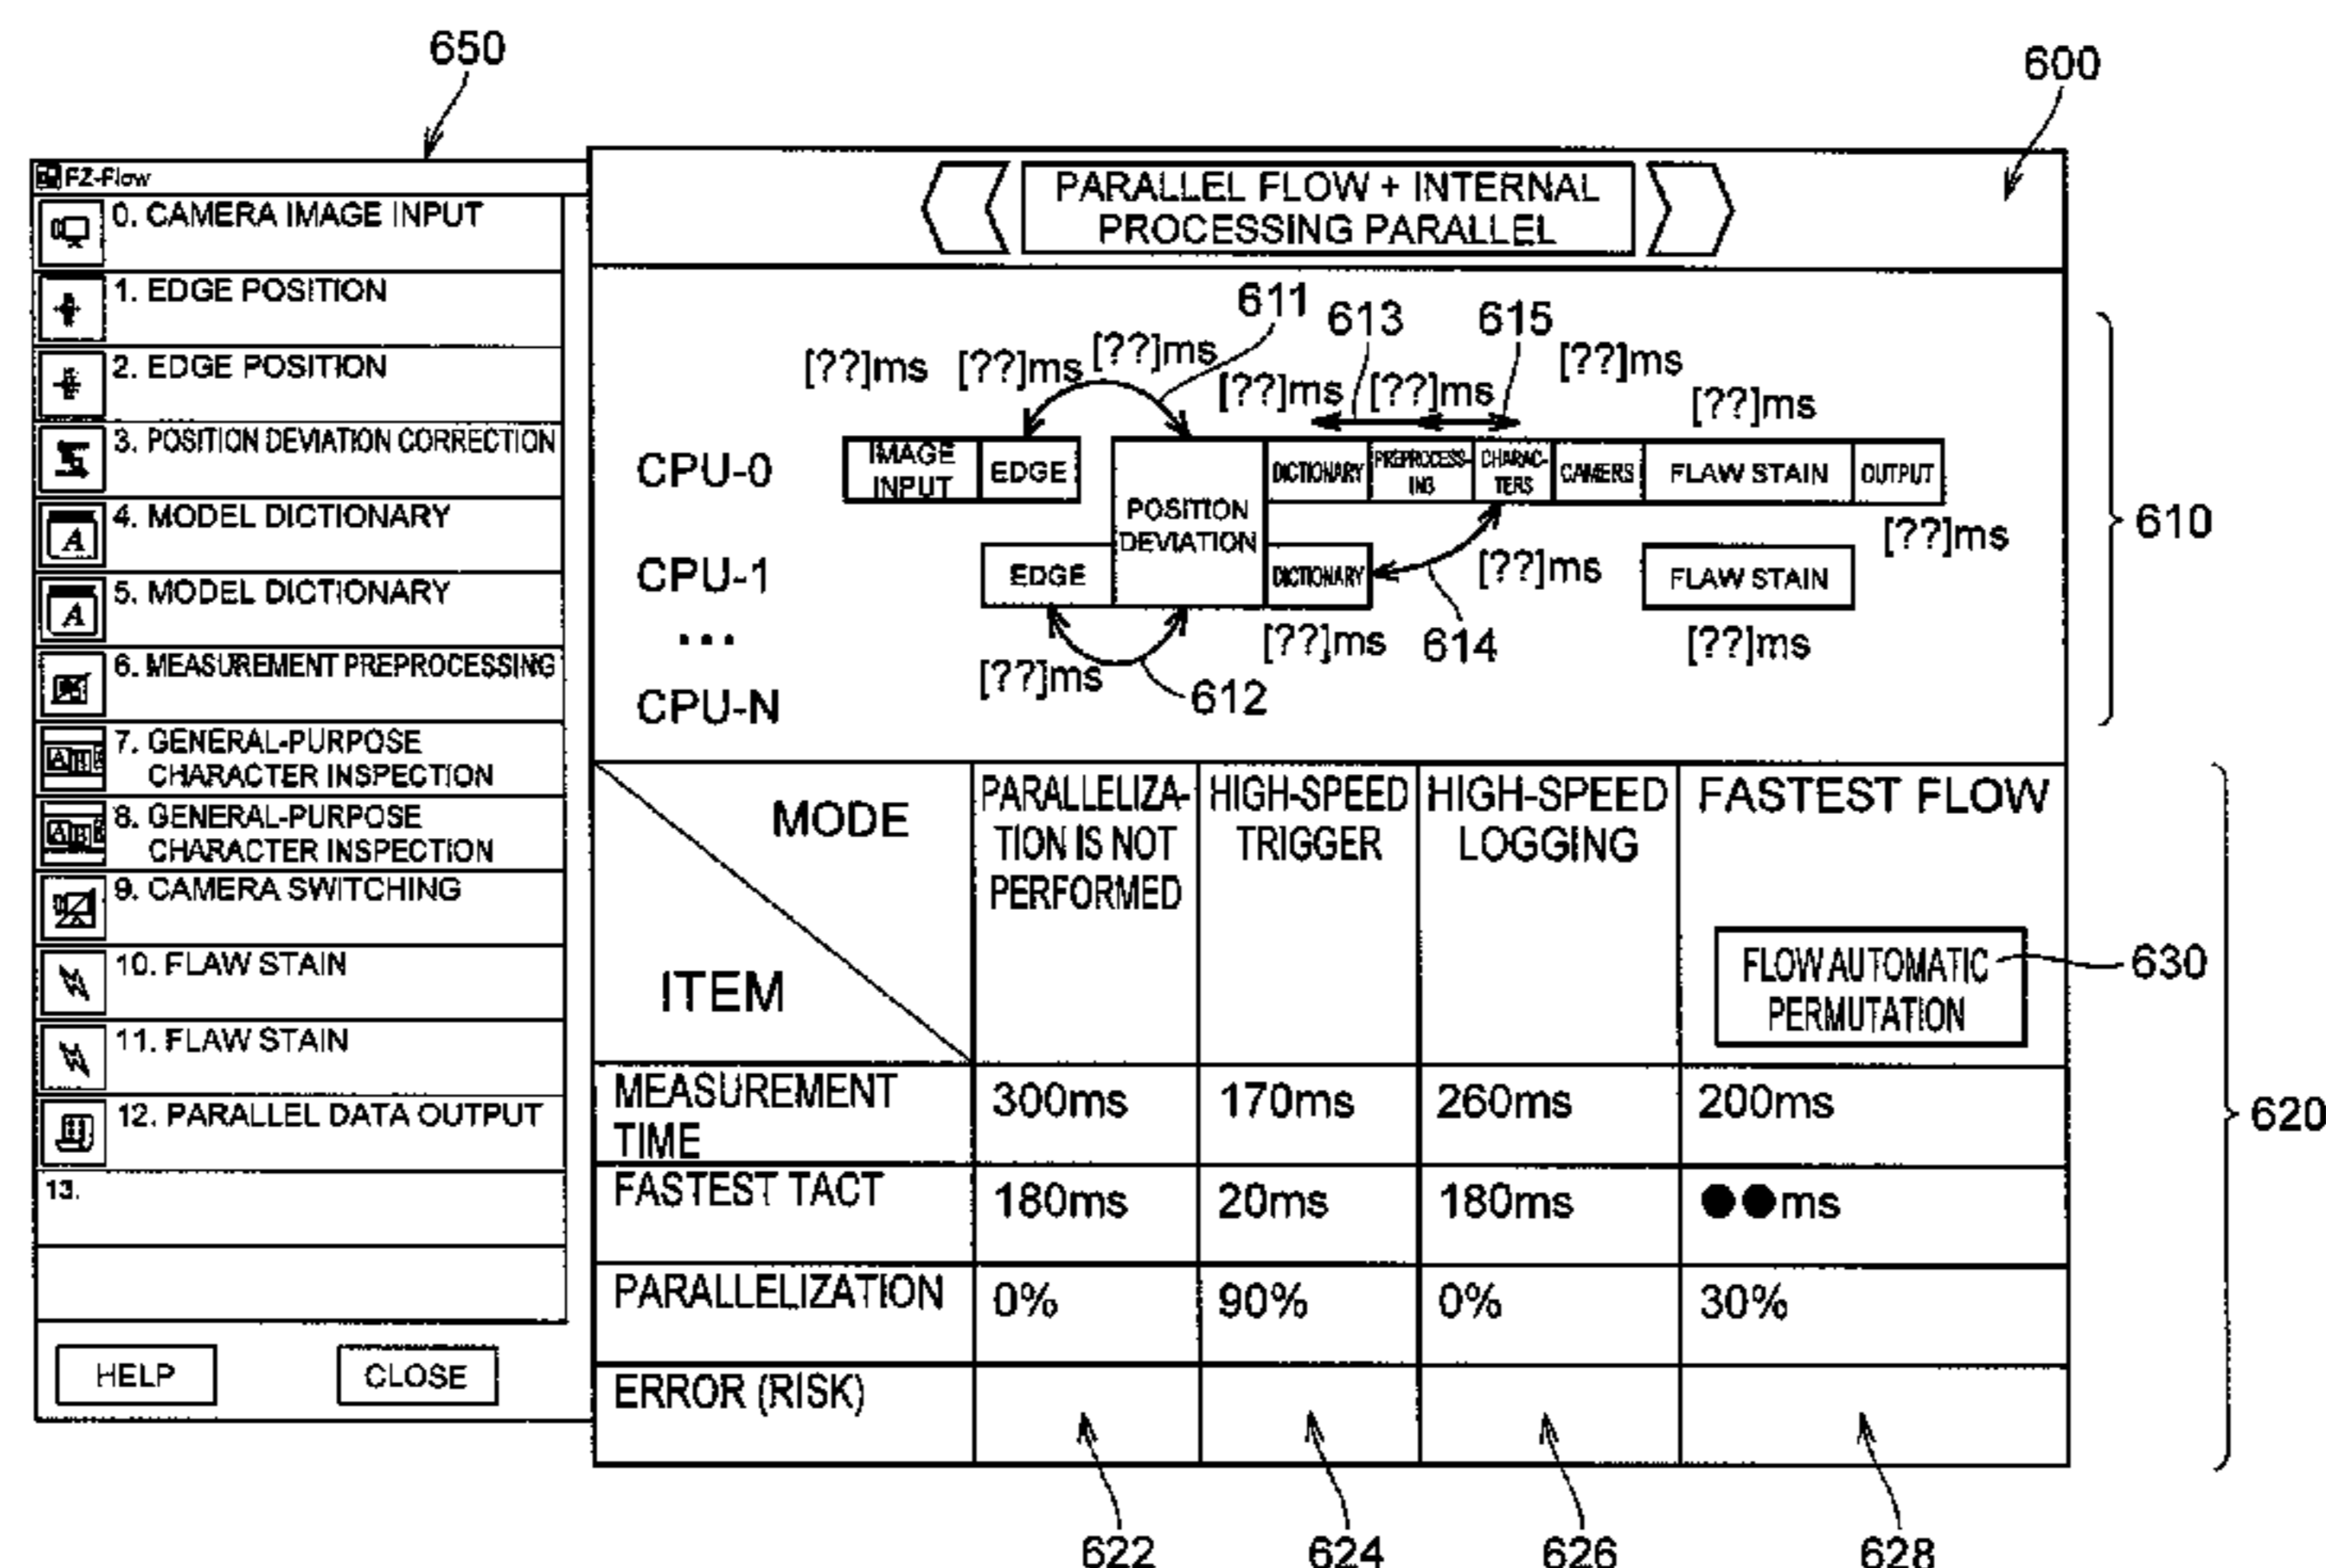 650
600
FZ-Flow
0. CAMERA IMAGE INPUT
1. EDGE POSITION
2. EDGE POSITION
3. POSITION DEVIATION CORRECTION
4. MODEL DICTIONARY
5. MODEL DICTIONARY
6. MEASUREMENT PREPROCESSING
7. GENERAL-PURPOSE
CHARACTER INSPECTION
8. GENERAL-PURPOSE
CHARACTER INSPECTION
9. CAMERA SWITCHING
10. FLAW STAIN
11. FLAW STAIN
12. PARALLEL DATA OUTPUT
13.
HELP CLOSE
PARALLEL FLOW + INTERNAL
PROCESSING PARALLEL
611
613 615
[??]ms [??]ms [??]ms [??]ms [??]ms [??]ms [??]ms
CPU-0
IMAGE
INPUT
EDGE
POSITION
DEVIATION
DICTIONARY
PREPROCESS-
ING
CHARAC-
TERS
CAMERS
FLAW STAIN
OUTPUT
610
[??]ms
CPU-1
EDGE
DICTIONARY
[??]ms
FLAW STAIN
...
[??]ms
612
[??]ms
614
[??]ms
CPU-N
MODE
ITEM
PARALLELIZA-
TION IS NOT
PERFORMED
HIGH-SPEED
TRIGGER
HIGH-SPEED
LOGGING
FASTEST FLOW
FLOW AUTOMATIC
PERMUTATION
630
620
MEASUREMENT
TIME
300ms 170ms 260ms 200ms
FASTEST TACT 180ms 20ms 180ms ●●ms
PARALLELIZATION 0% 90% 0% 30%
ERROR (RISK)
622 624 626 628